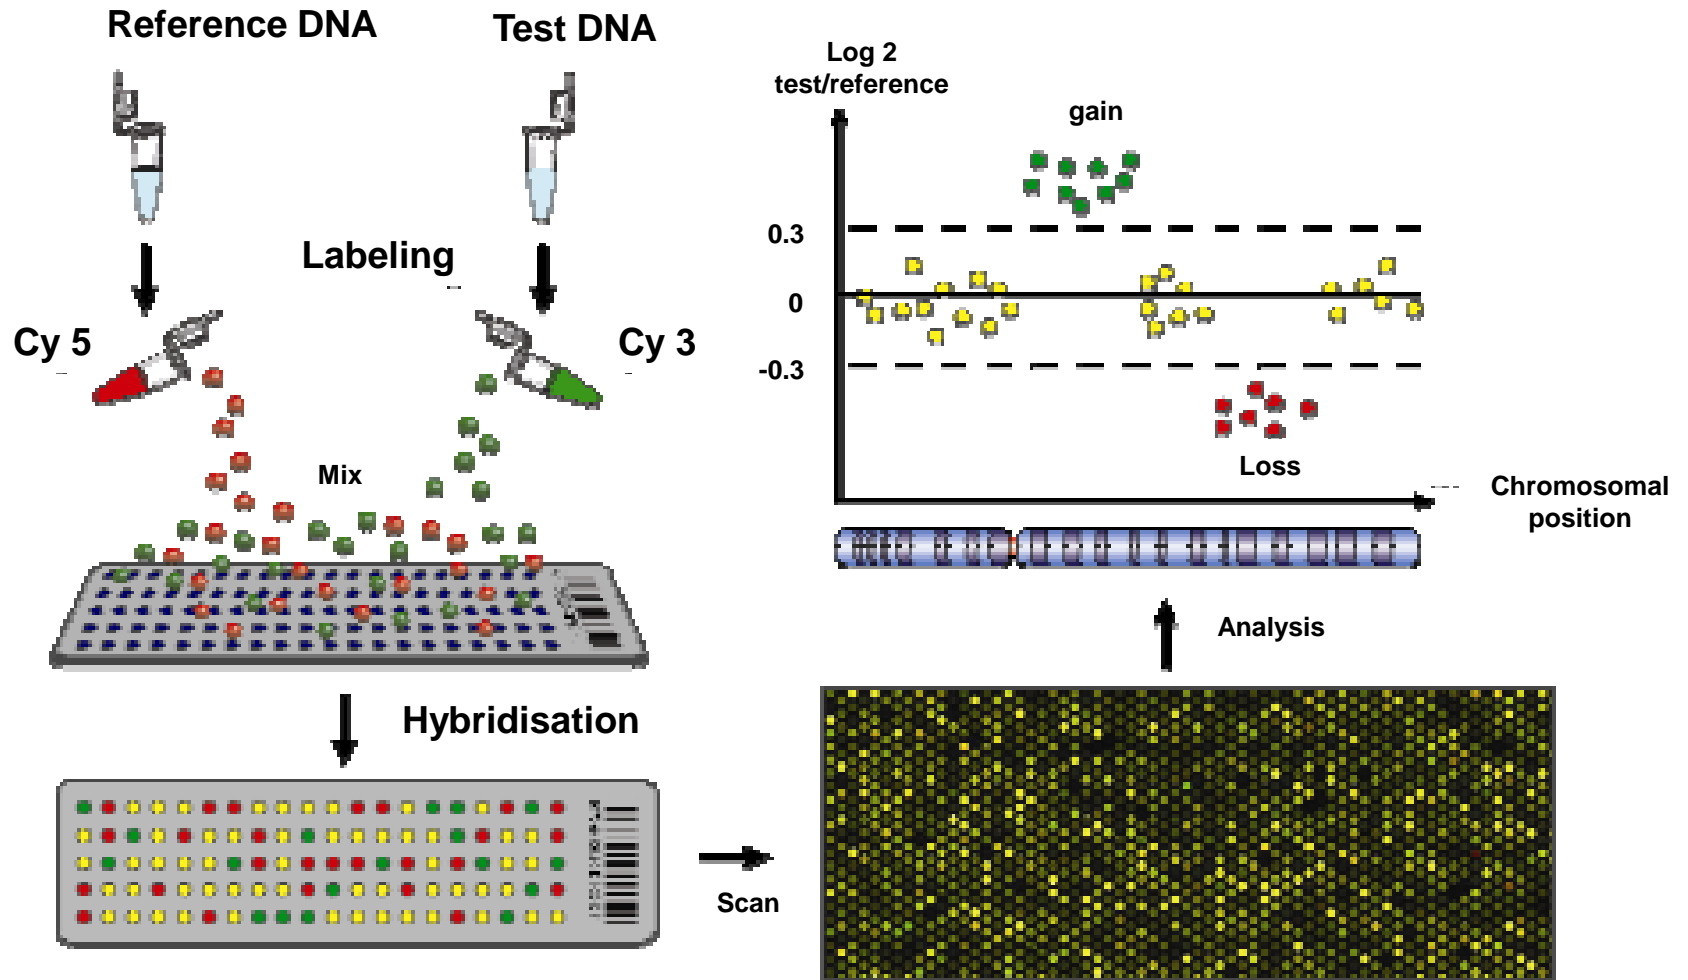 Reference DNA
Test DNA
Labeling
Cy 5
Cy 3
Mix
Hybridisation
Scan
Log 2
test/reference
gain
0.3
0
-0.3
Loss
Chromosomal
position
Analysis